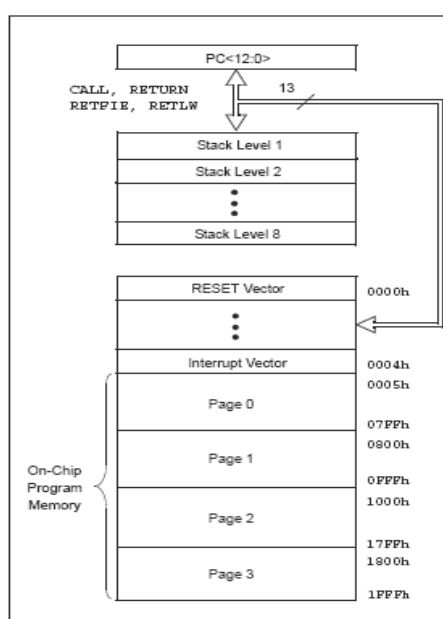 PC<12:0>
CALL, RETURN
RETFIE, RETLW
13
Stack Level 1
Stack Level 2
Stack Level 8
RESET Vector
0000h
Interrupt Vector
0004h
0005h
Page 0
07FFh
0800h
Page 1
0FFFh
On-Chip
Program
Memory
1000h
Page 2
17FFh
1800h
Page 3
1FFFh